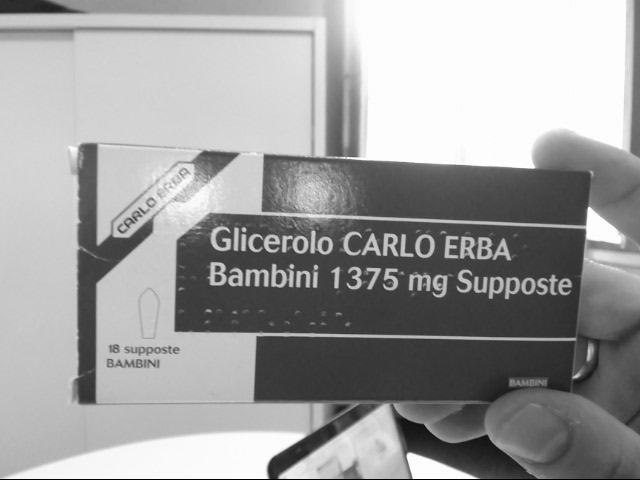 CARLO ERBA
Glicerolo CARLO ERBA
Bambini 1375 mg Supposte
18 supposte
BAMBINI
BAMBINI